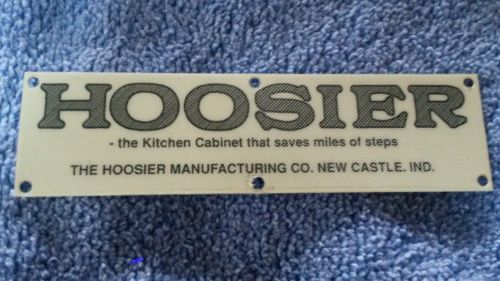 HOOSIER
- the Kitchen Cabinet that saves miles of steps
THE HOOSIER MANUFACTURING CO. NEW CASTLE. IND.